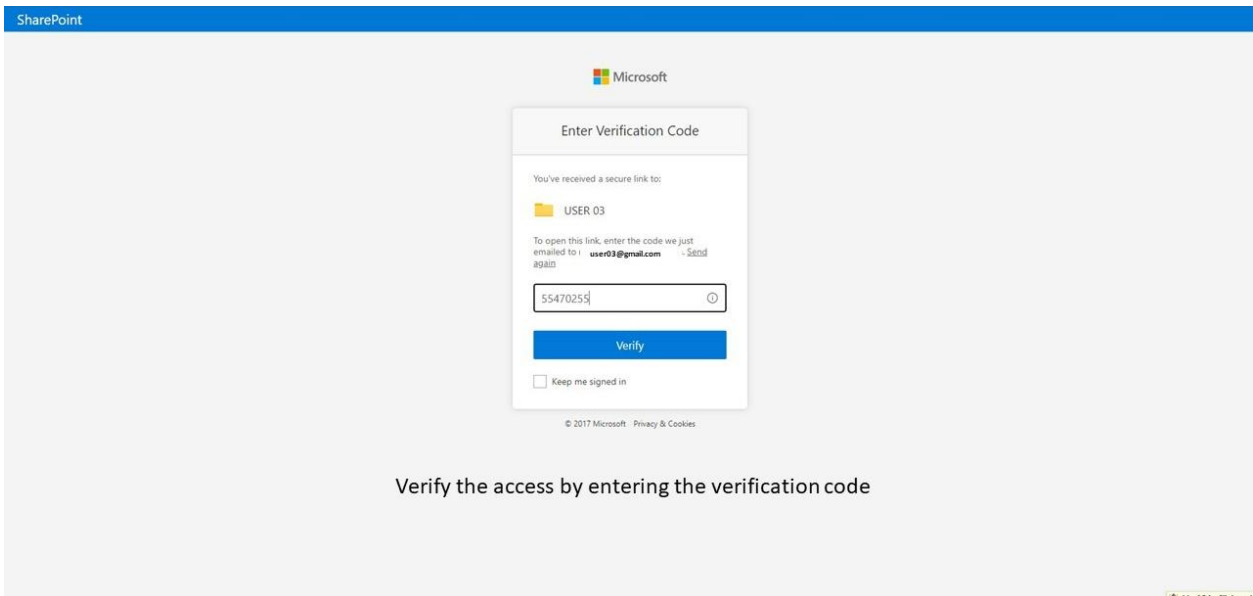 SharePoint
Microsoft
Enter Verification Code
You've received a secure link to:
USER 03
To open this link, enter the code we just
emailed to user03@gmail.com . Send
again
55470255
Verify
Keep me signed in
© 2017 Microsoft Privacy & Cookies
Verify the access by entering the verification code